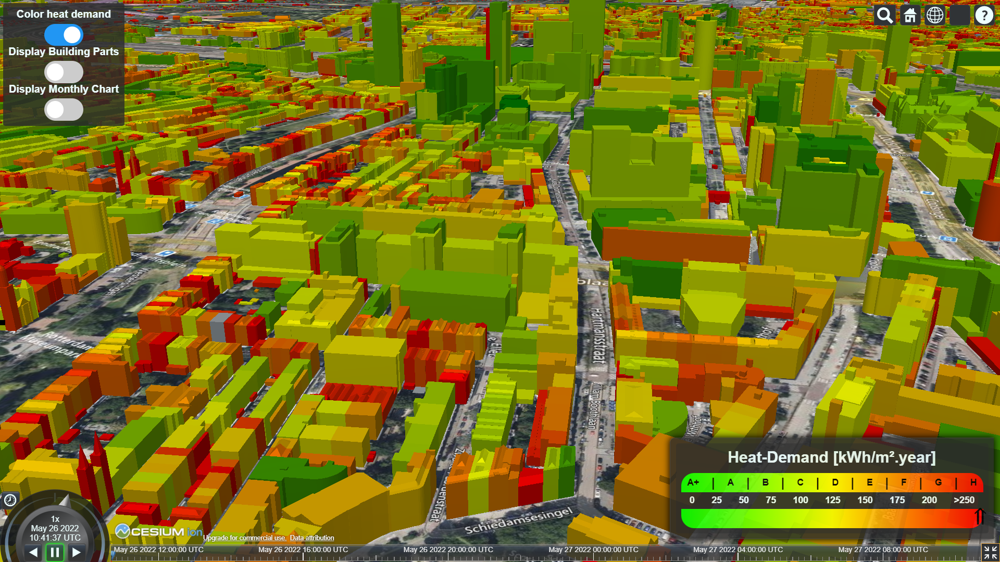 Color heat demand
Display Building Parts
Display Monthly Chart
?
Coolsingel
Hartmansstraat
William Boothlaan
Schiedamsesingel
Rotterdam
Museumpark
Heat-Demand [kWh/m².year]
A+ | A | B | C | D | E | F | G | H
0 25 50 75 100 125 150 175 200 >250
1x
May 26 2022
10:41:37 UTC
CESIUM ion
Upgrade for commercial use. Data attribution
May 26 2022 12:00:00 UTC
May 26 2022 16:00:00 UTC
May 26 2022 20:00:00 UTC
May 27 2022 00:00:00 UTC
May 27 2022 04:00:00 UTC
May 27 2022 08:00:00 UTC